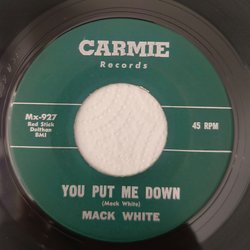 CARMIE
Records
Mx-927
Red Stick
Dolthan
BMI
45 RPM
YOU PUT ME DOWN
(Mack White)
MACK WHITE